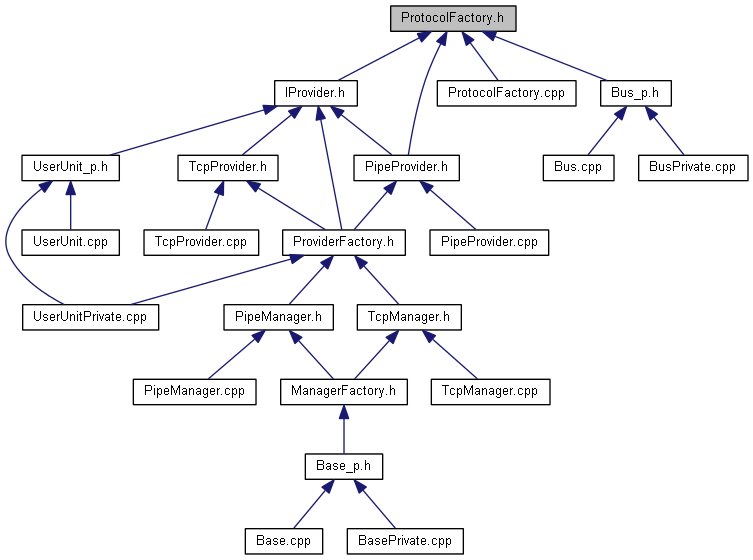 ProtocolFactory.h
IProvider.h
ProtocolFactory.cpp
Bus_p.h
UserUnit_p.h
TcpProvider.h
PipeProvider.h
Bus.cpp
BusPrivate.cpp
UserUnit.cpp
TcpProvider.cpp
ProviderFactory.h
PipeProvider.cpp
UserUnitPrivate.cpp
PipeManager.h
TcpManager.h
PipeManager.cpp
ManagerFactory.h
TcpManager.cpp
Base_p.h
Base.cpp
BasePrivate.cpp